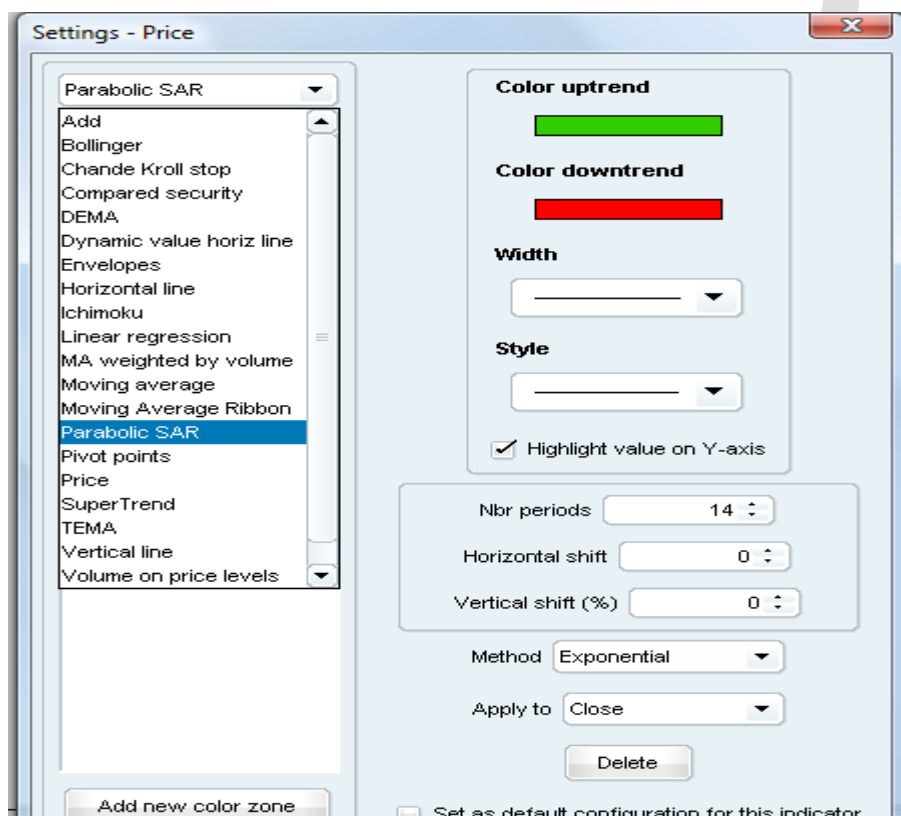 Settings - Price
Parabolic SAR
Add
Bollinger
Chande Kroll stop
Compared security
DEMA
Dynamic value horiz line
Envelopes
Horizontal line
Ichimoku
Linear regression
MA weighted by volume
Moving average
Moving Average Ribbon
Parabolic SAR
Pivot points
Price
SuperTrend
TEMA
Vertical line
Volume on price levels
Add new color zone
Color uptrend
Color downtrend
Width
Style
Highlight value on Y-axis
Nbr periods 14
Horizontal shift 0
Vertical shift (%) 0
Method Exponential
Apply to Close
Delete
Set as default configuration for this indicator